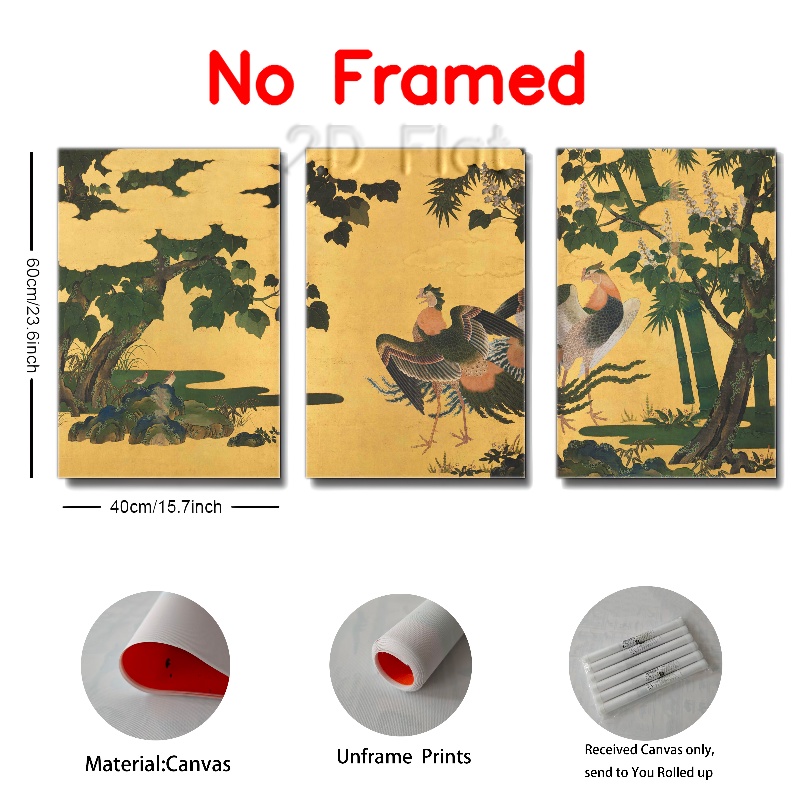 No Framed
2D Flat
60cm/23.6inch
40cm/15.7inch
Material:Canvas
Unframe Prints
Received Canvas only,
send to You Rolled up